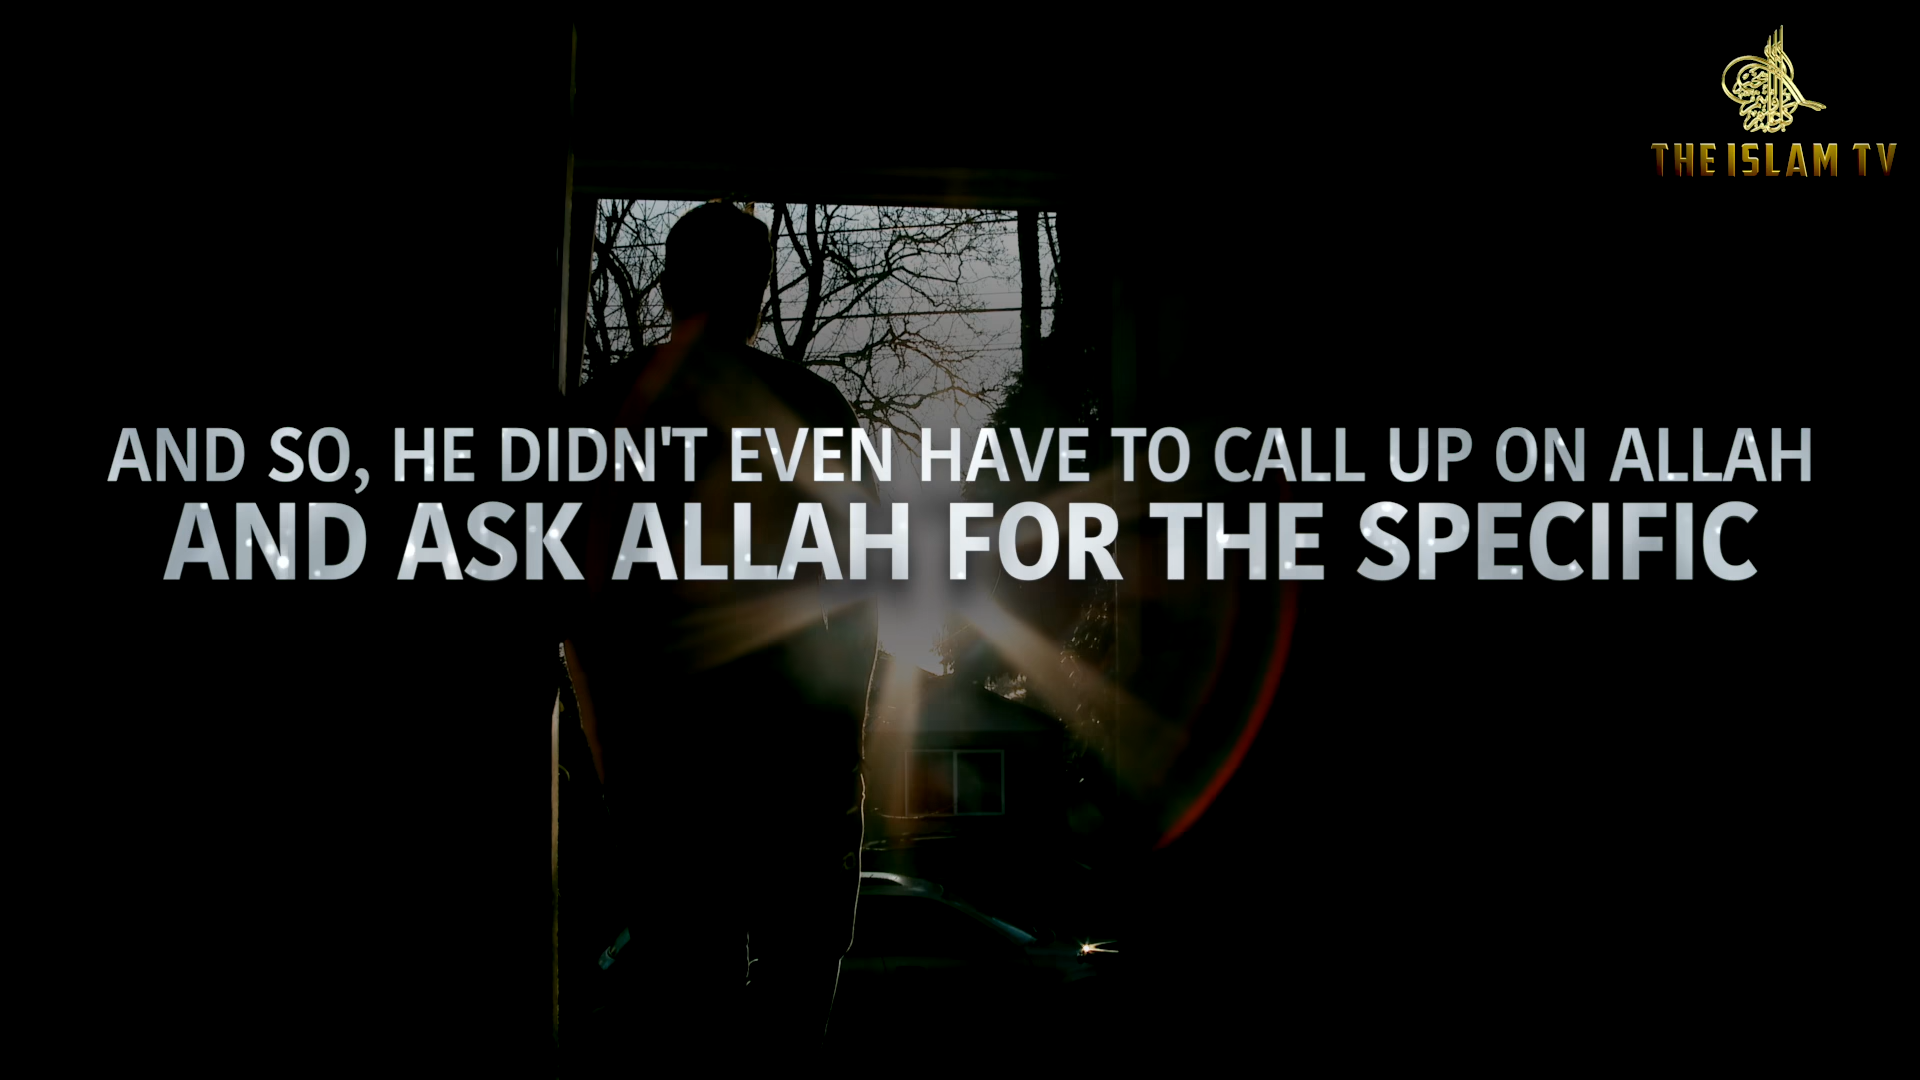 THE ISLAM TV
AND SO, HE DIDN'T EVEN HAVE TO CALL UP ON ALLAH
AND ASK ALLAH FOR THE SPECIFIC